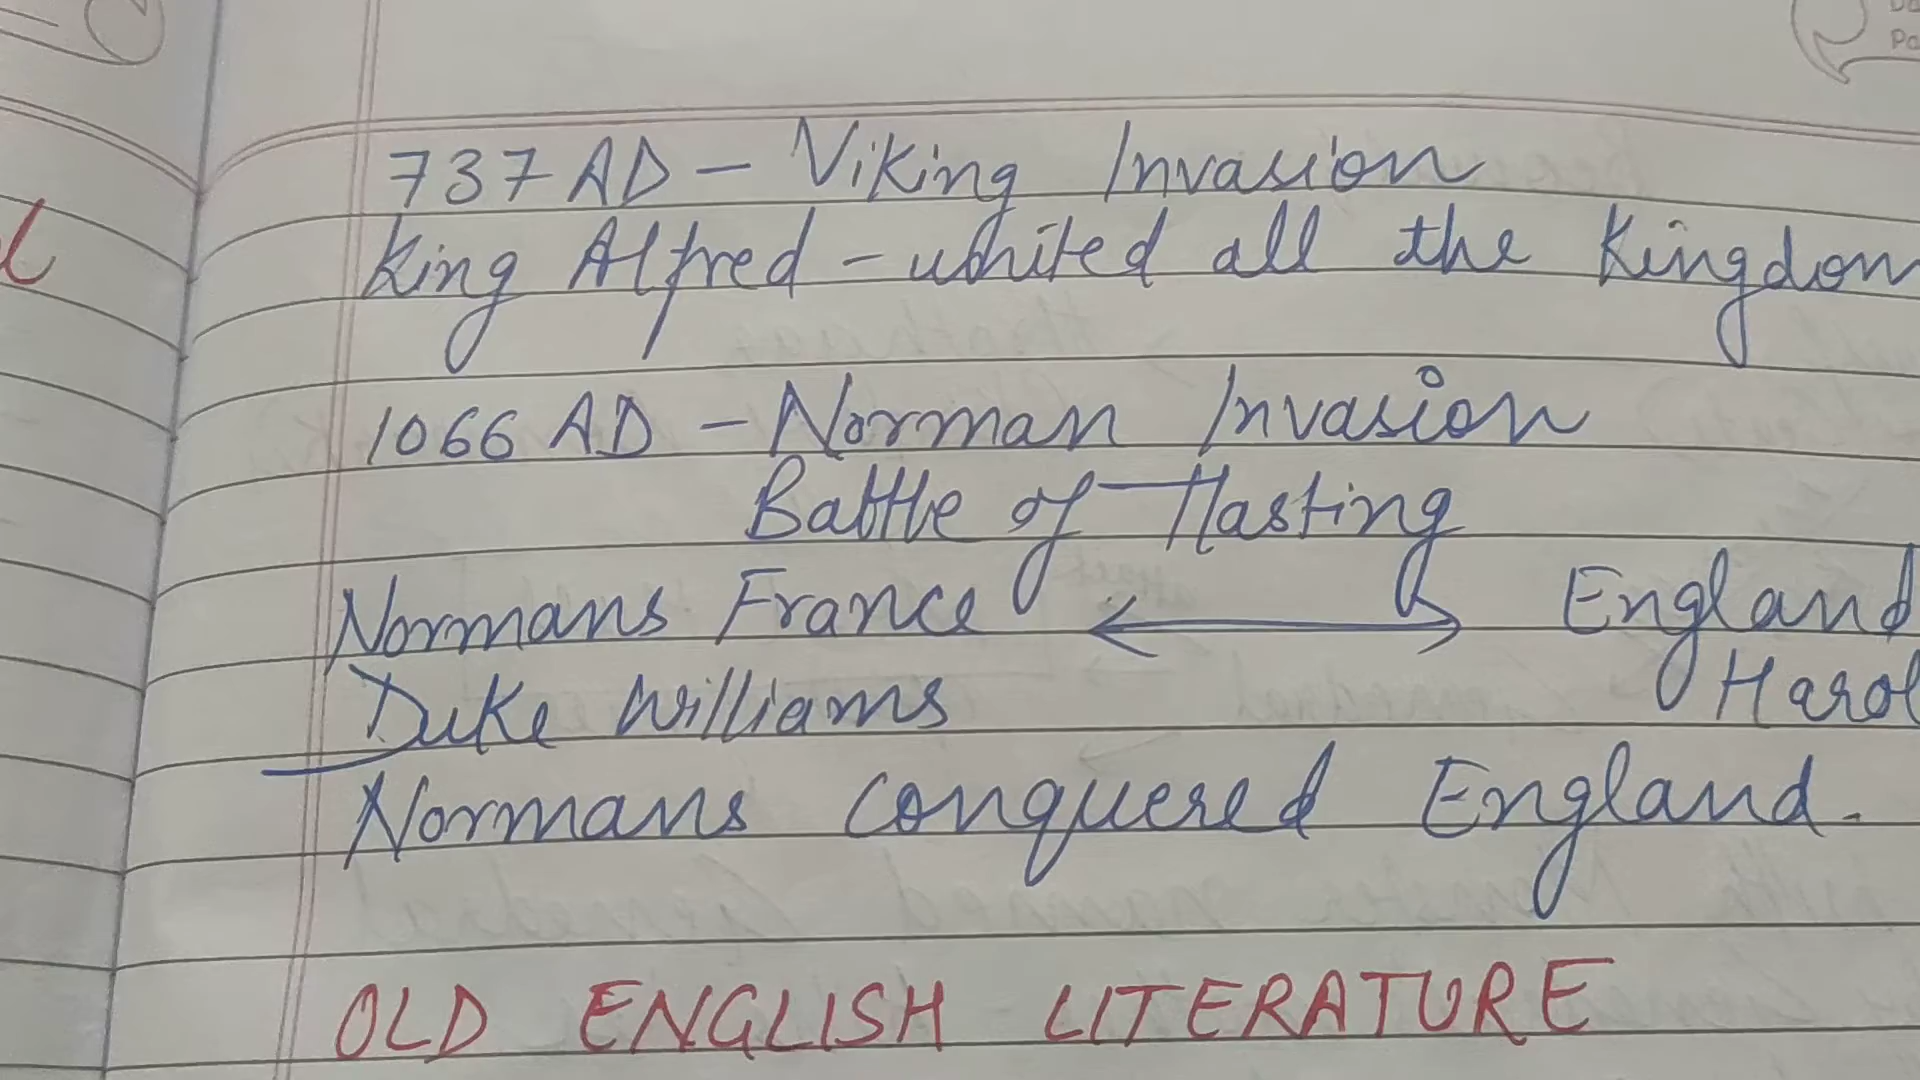 737 AD - Viking Invasion
King Alfred - united all the Kingdom
1066 AD - Norman Invasion
Battle of Hasting
Normans France ⟷ England
Duke Williams Harol
Normans conquered England.
OLD ENGLISH LITERATURE